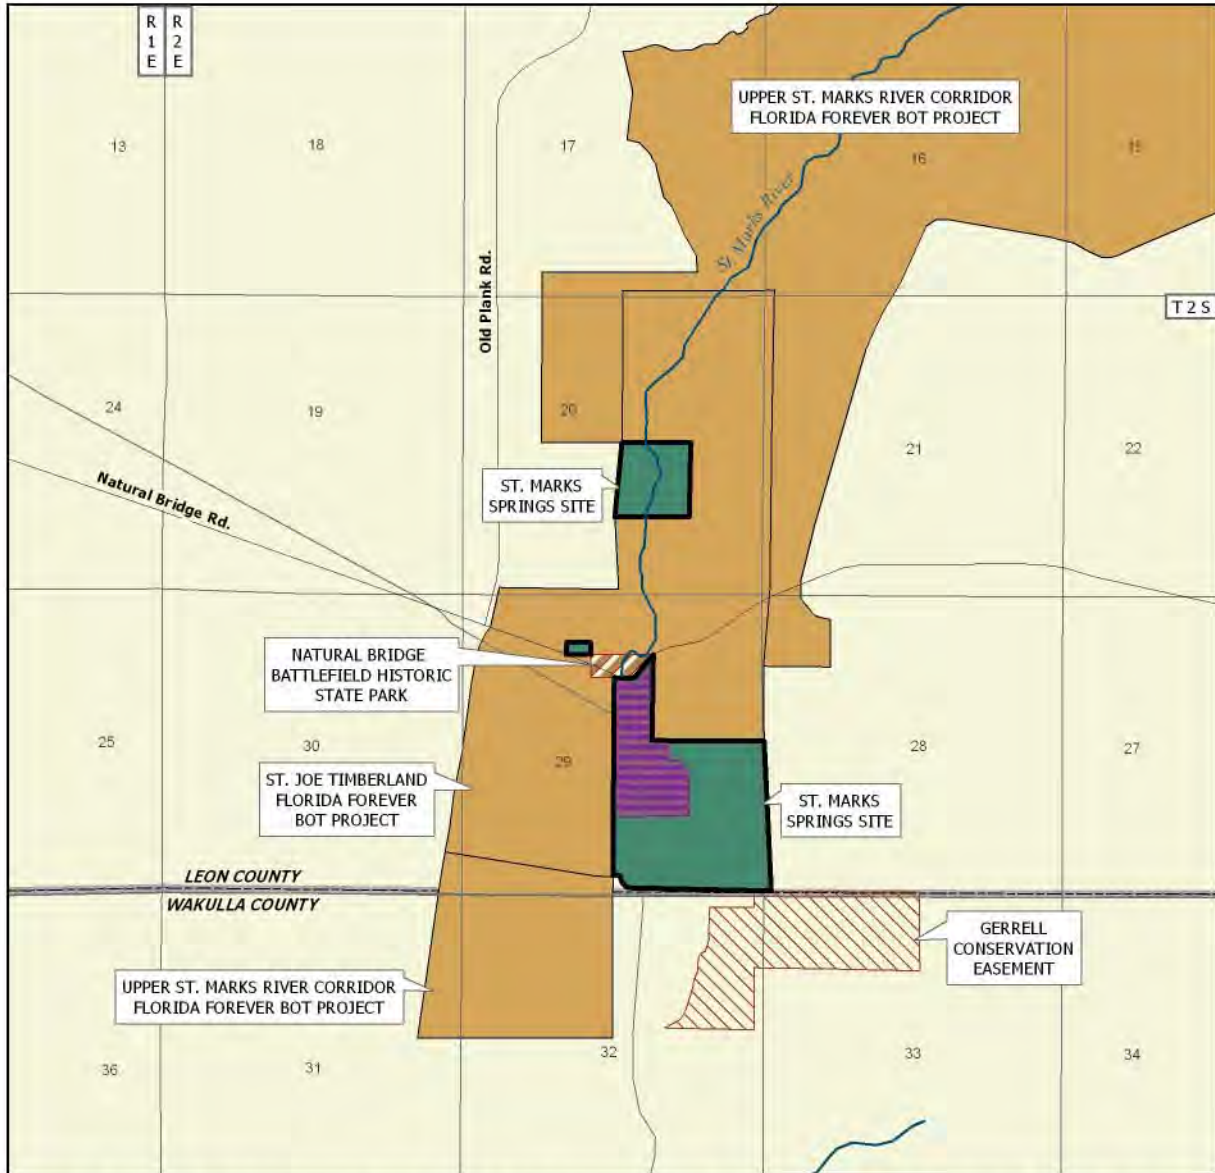 R R
1 2
E E
UPPER ST. MARKS RIVER CORRIDOR
FLORIDA FOREVER BOT PROJECT
13
18
17
16
15
St. Marks River
Old Plank Rd.
T 2 S
24
19
20
21
22
Natural Bridge Rd.
ST. MARKS
SPRINGS SITE
NATURAL BRIDGE
BATTLEFIELD HISTORIC
STATE PARK
25
30
29
28
27
ST. JOE TIMBERLAND
FLORIDA FOREVER
BOT PROJECT
ST. MARKS
SPRINGS SITE
LEON COUNTY
WAKULLA COUNTY
GERRELL
CONSERVATION
EASEMENT
UPPER ST. MARKS RIVER CORRIDOR
FLORIDA FOREVER BOT PROJECT
36
31
32
33
34